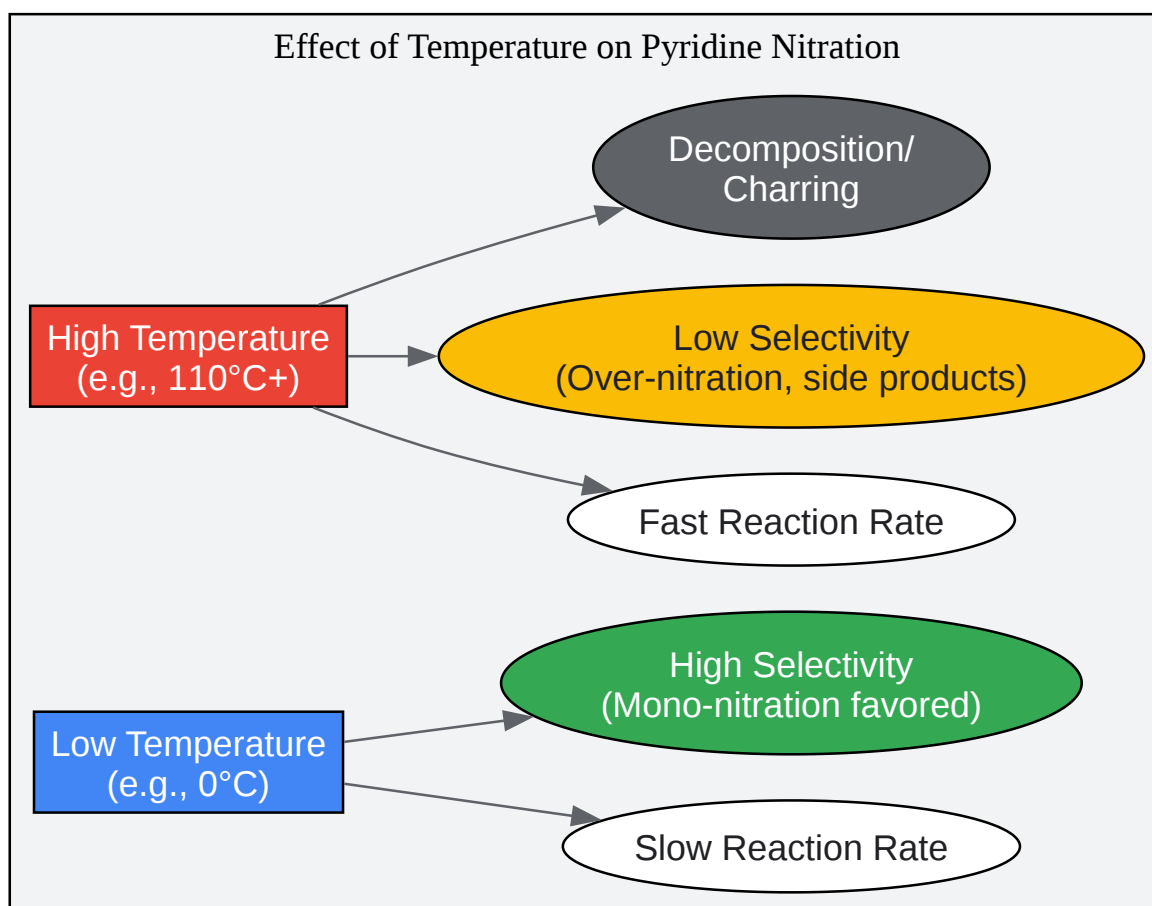 Effect of Temperature on Pyridine Nitration
Decomposition/
Charring
High Temperature
(e.g., 110°C+)
Low Selectivity
(Over-nitration, side products)
Fast Reaction Rate
High Selectivity
(Mono-nitration favored)
Low Temperature
(e.g., 0°C)
Slow Reaction Rate